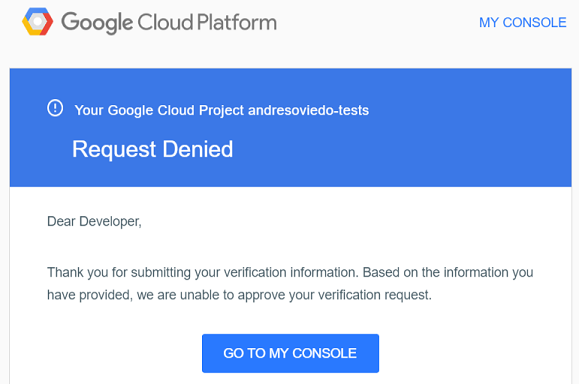 Google Cloud Platform
MY CONSOLE
Your Google Cloud Project andresoviedo-tests
Request Denied
Dear Developer,
Thank you for submitting your verification information. Based on the information you
have provided, we are unable to approve your verification request.
GO TO MY CONSOLE